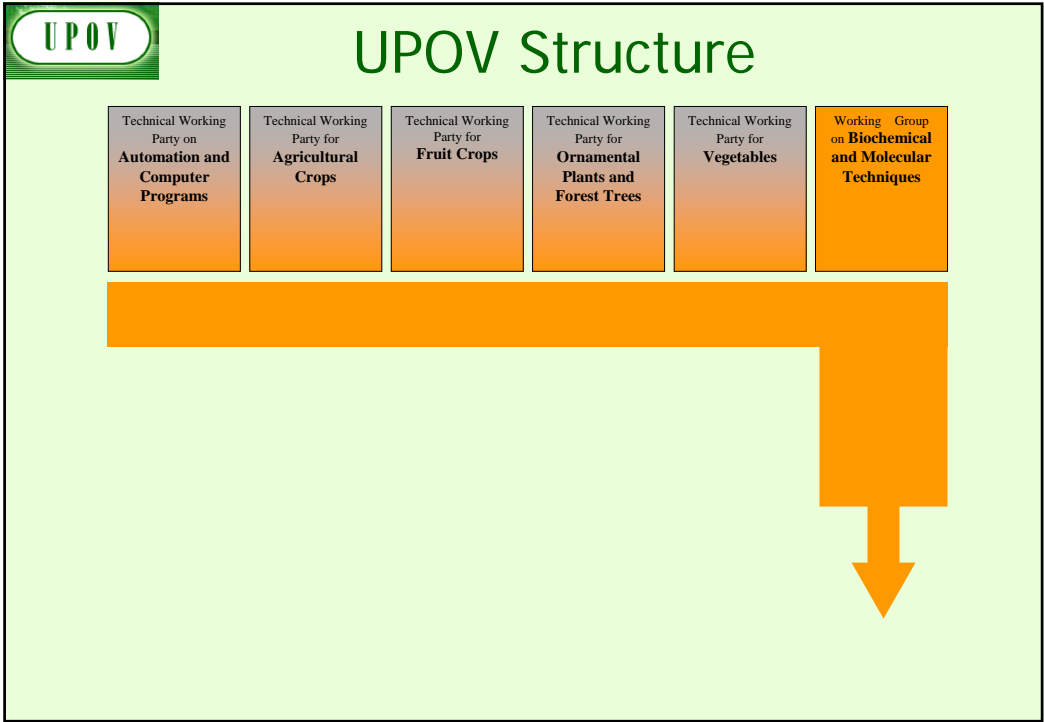 UPOV
UPOV Structure
Technical Working
Party on
Automation and
Computer
Programs
Technical Working
Party for
Agricultural
Crops
Technical Working
Party for
Fruit Crops
Technical Working
Party for
Ornamental
Plants and
Forest Trees
Technical Working
Party for
Vegetables
Working Group
on Biochemical
and Molecular
Techniques